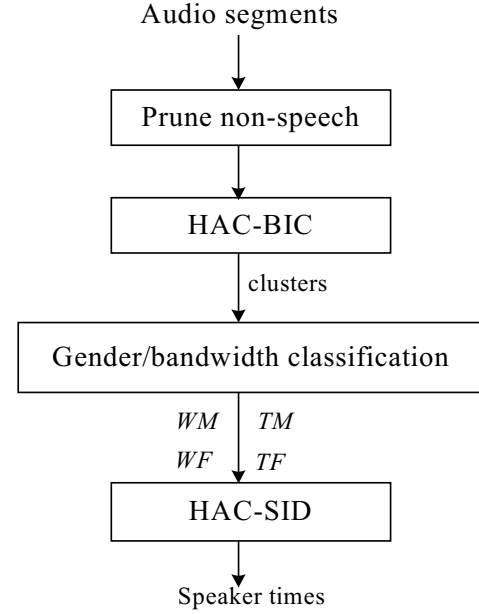 Audio segments
Prune non-speech
HAC-BIC
clusters
Gender/bandwidth classification
WM TM
WF TF
HAC-SID
Speaker times